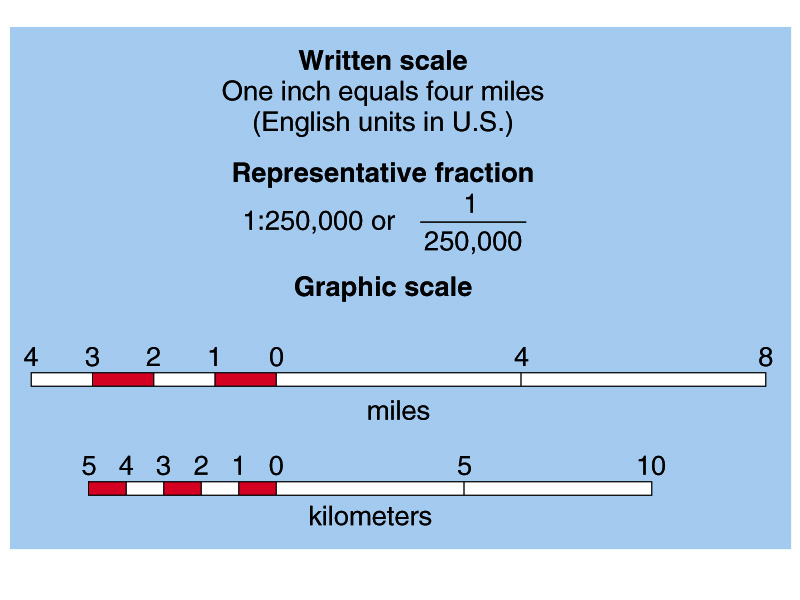 Written scale
One inch equals four miles
(English units in U.S.)
Representative fraction
1:250,000 or 1
250,000
Graphic scale
4 3 2 1 0 4 8
miles
5 4 3 2 1 0 5 10
kilometers